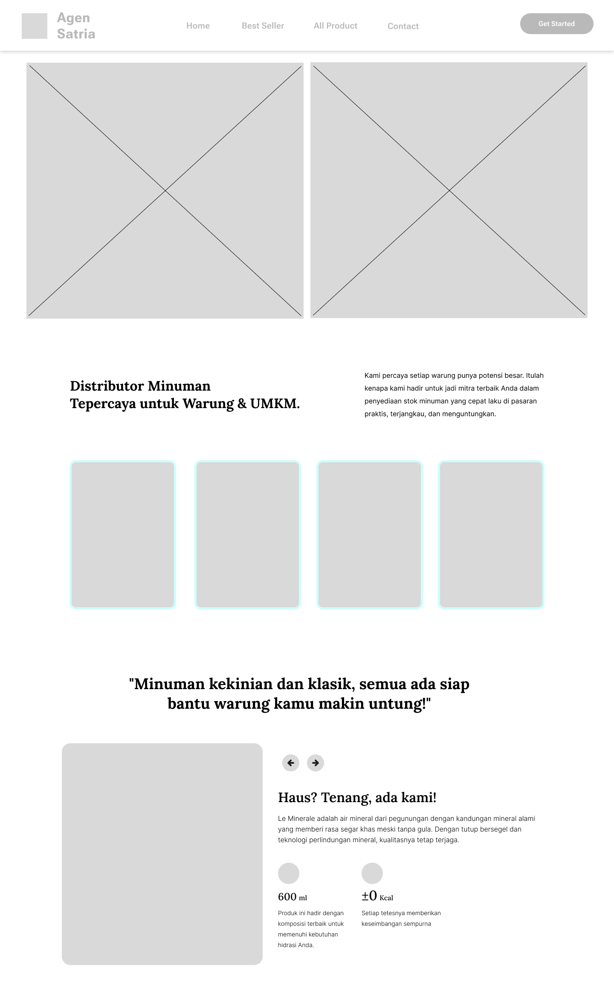 Agen
Satria
Home
Best Seller
All Product
Contact
Get Started
Distributor Minuman
Tepercaya untuk Warung & UMKM.
Kami percaya setiap warung punya potensi besar. Itulah
kenapa kami hadir untuk jadi mitra terbaik Anda dalam
penyediaan stok minuman yang cepat laku di pasaran
praktis, terjangkau, dan menguntungkan.
"Minuman kekinian dan klasik, semua ada siap
bantu warung kamu makin untung!"
Haus? Tenang, ada kami!
Le Minerale adalah air mineral dari pegunungan dengan kandungan mineral alami
yang memberi rasa segar khas meski tanpa gula. Dengan tutup bersegel dan
teknologi perlindungan mineral, kualitasnya tetap terjaga.
600 ml
Produk ini hadir dengan
komposisi terbaik untuk
memenuhi kebutuhan
hidrasi Anda.
±0 Kcal
Setiap tetesnya memberikan
keseimbangan sempurna